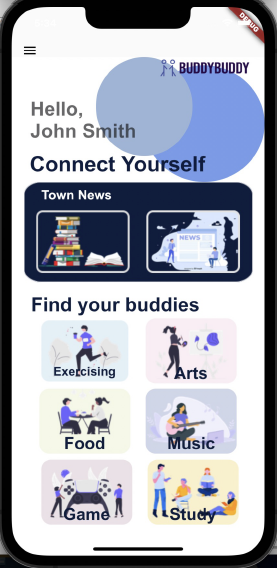 DEBUG
BUDDYBUDDY
Hello,
John Smith
Connect Yourself
Town News
NEWS
Find your buddies
Exercising
Arts
Food
Music
Game
Study